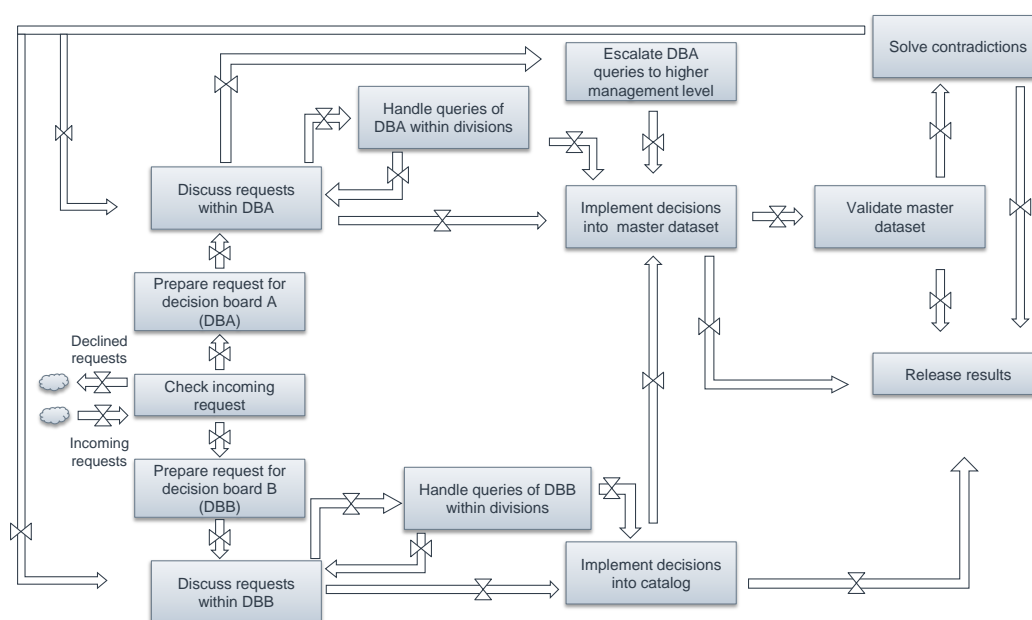 Solve contradictions
Escalate DBA
queries to higher
management level
Handle queries of
DBA within divisions
Discuss requests
within DBA
Implement decisions
into master dataset
Validate master
dataset
Prepare request for
decision board A
(DBA)
Declined
requests
Check incoming
request
Release results
Incoming
requests
Prepare request for
decision board B
(DBB)
Handle queries of DBB
within divisions
Discuss requests
within DBB
Implement decisions
into catalog